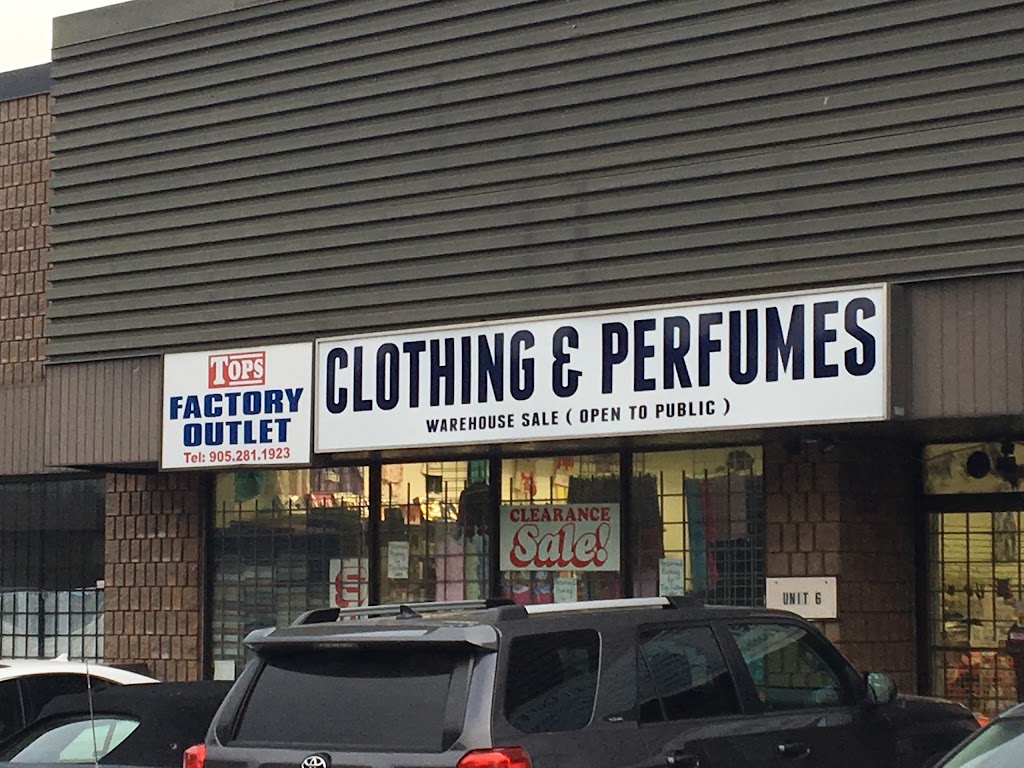 TOPS
FACTORY
OUTLET
Tel: 905.281.1923
CLOTHING & PERFUMES
WAREHOUSE SALE ( OPEN TO PUBLIC )
CLEARANCE
Sale!
UNIT 6